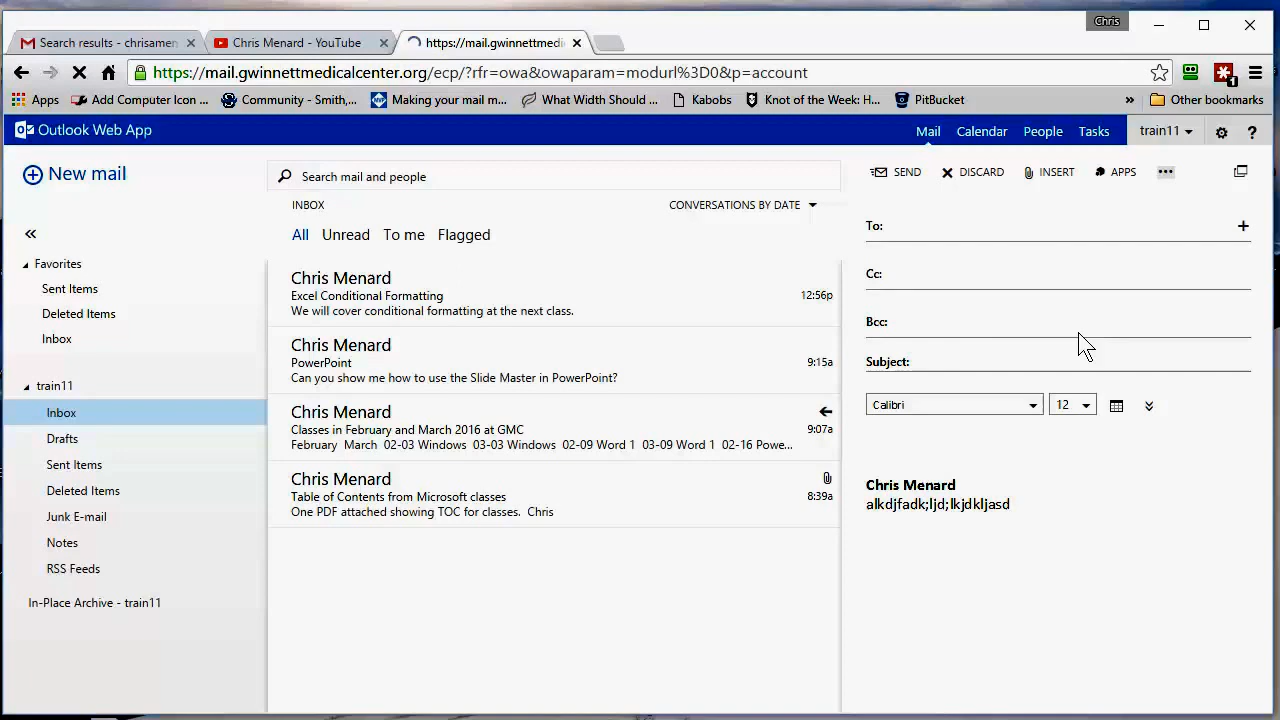 Chris
Search results - chrisamen
Chris Menard - YouTube
https://mail.gwinnettmedi
https://mail.gwinnettmedicalcenter.org/ecp/?rfr=owa&owaparam=modurl%3D0&p=account
1
Apps
Add Computer Icon ...
Community - Smith,...
Making your mail m...
What Width Should ...
Kabobs
Knot of the Week: H...
PitBucket
»
Other bookmarks
Outlook Web App
Mail
Calendar
People
Tasks
train11
?
New mail
Search mail and people
SEND
DISCARD
INSERT
APPS
...
INBOX
CONVERSATIONS BY DATE
All
Unread
To me
Flagged
«
Favorites
Sent Items
Deleted Items
Inbox
train11
Inbox
Drafts
Sent Items
Deleted Items
Junk E-mail
Notes
RSS Feeds
In-Place Archive - train11
Chris Menard
Excel Conditional Formatting
12:56p
We will cover conditional formatting at the next class.
Chris Menard
PowerPoint
9:15a
Can you show me how to use the Slide Master in PowerPoint?
Chris Menard
Classes in February and March 2016 at GMC
9:07a
February March 02-03 Windows 03-03 Windows 02-09 Word 1 03-09 Word 1 02-16 Powe...
Chris Menard
Table of Contents from Microsoft classes
8:39a
One PDF attached showing TOC for classes. Chris
To:
Cc:
Bcc:
Subject:
Calibri
12
Chris Menard
alkdjfadk;ljd;lkjdkljasd